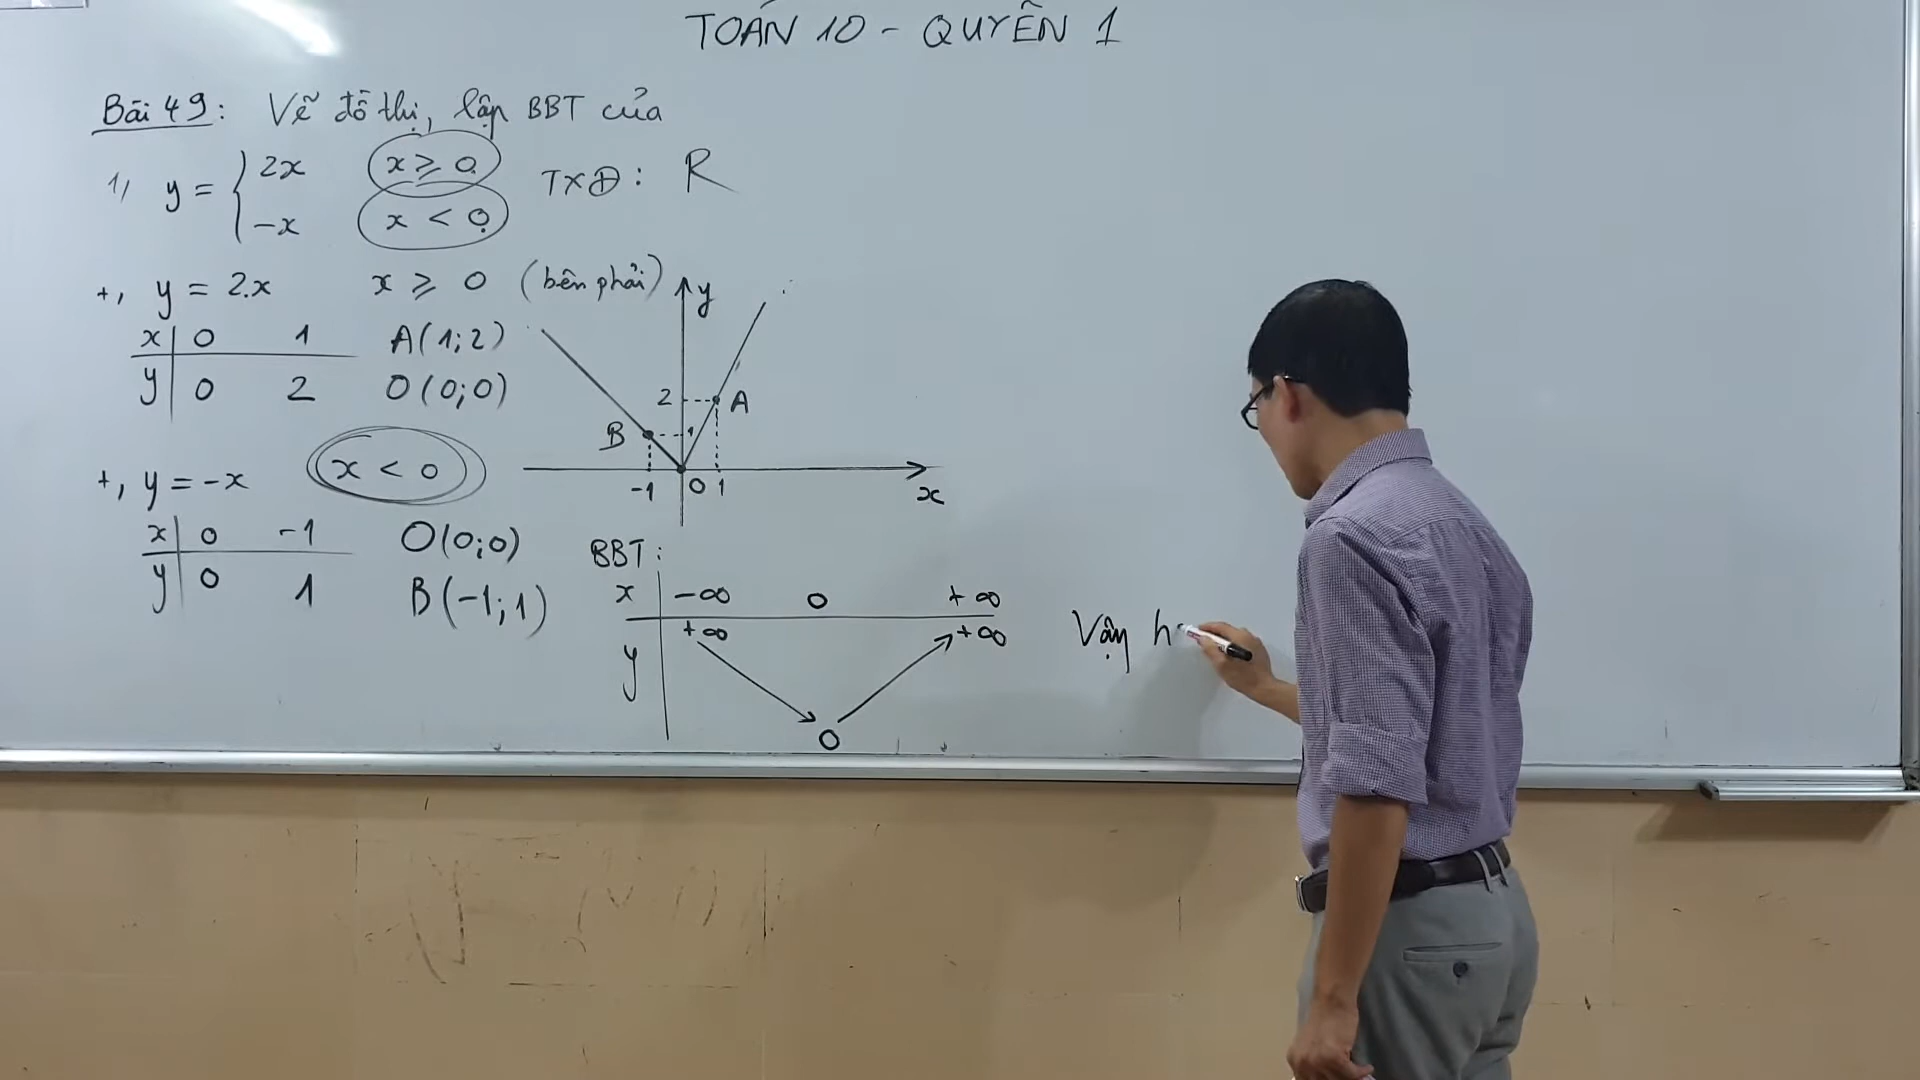 TOÁN 10 - QUYỂN 1
Bài 49: Vẽ đồ thị, lập BBT của
1, y = { 2x x ≥ 0
-x x < 0
TXĐ: R
+, y = 2.x x ≥ 0 (bên phải)
x | 0 1 A(1;2)
y | 0 2 O(0;0)
+, y = -x x < 0
x | 0 -1 O(0;0)
y | 0 1 B(-1;1)
y
2 A
B 1
-1 O 1 x
BBT:
x | -∞ 0 +∞
y | +∞ 0 +∞
Vậy h